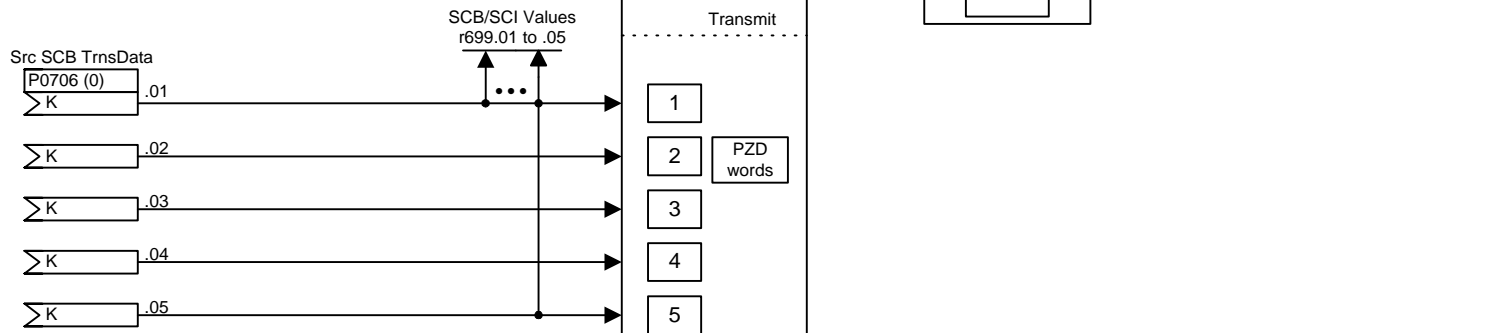 SCB/SCI Values
r699.01 to .05
Transmit
Src SCB TrnsData
P0706 (0)
K
.01
1
K
.02
2
PZD
words
K
.03
3
K
.04
4
K
.05
5